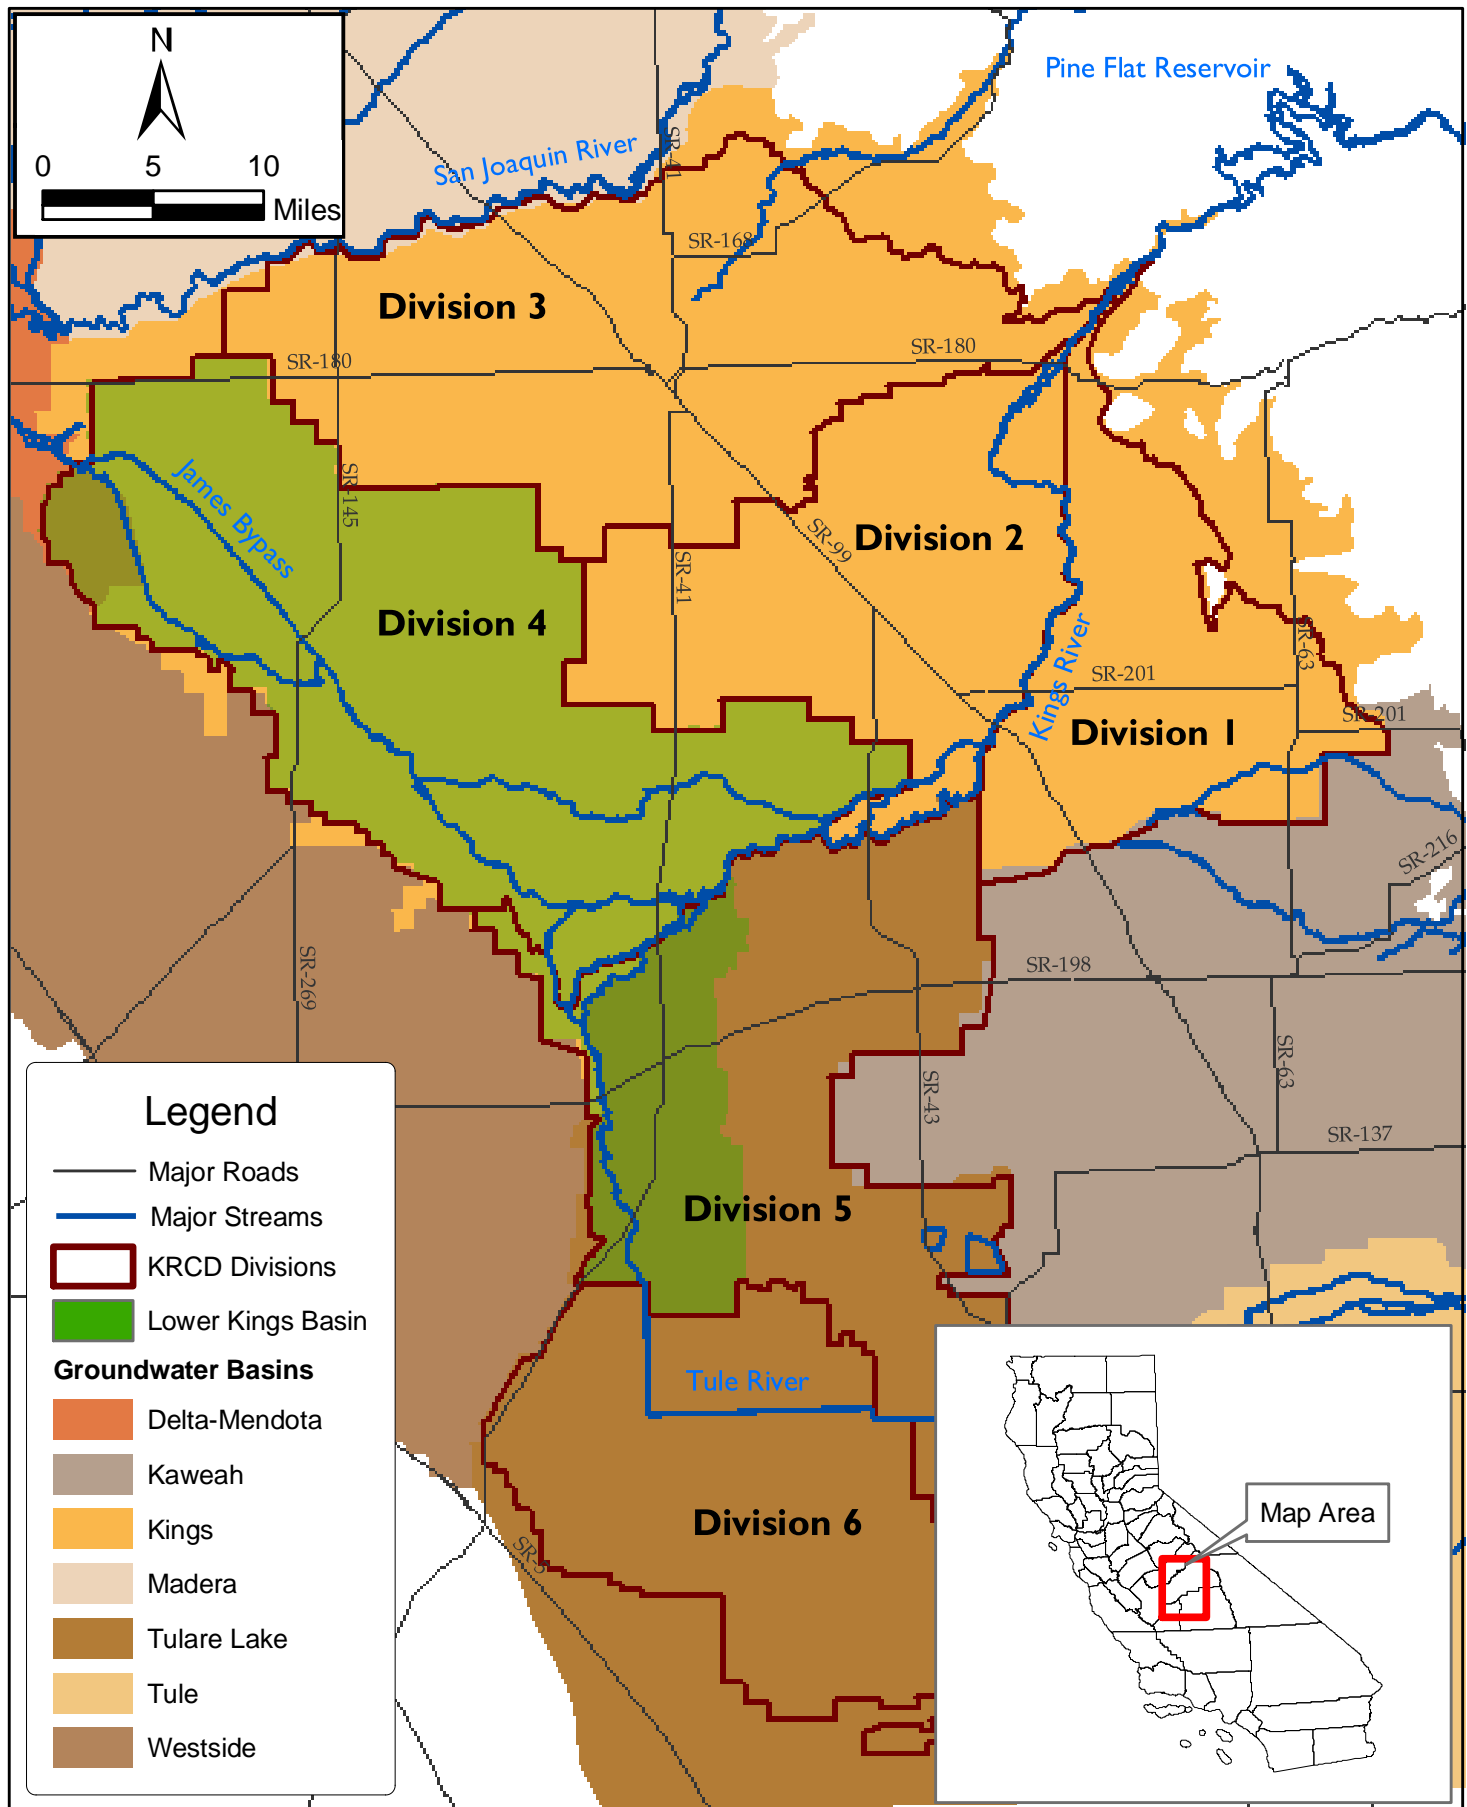 N
0 5 10
Miles
Pine Flat Reservoir
San Joaquin River
SR-41
SR-168
Division 3
SR-180
SR-180
James Bypass
SR-145
SR-99
Division 2
SR-41
Division 4
Kings River
SR-63
SR-201
SR-201
Division 1
SR-216
SR-269
SR-198
SR-43
SR-63
SR-137
Division 5
Tule River
Division 6
SR-5
Legend
Major Roads
Major Streams
KRCD Divisions
Lower Kings Basin
Groundwater Basins
Delta-Mendota
Kaweah
Kings
Madera
Tulare Lake
Tule
Westside
Map Area